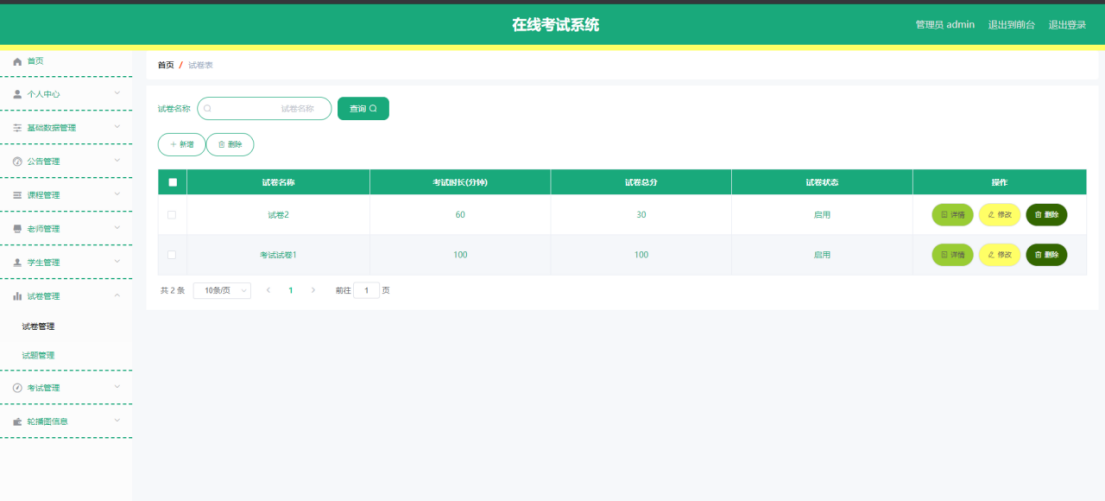 在线考试系统
管理员 admin 退出到前台 退出登录
首页
个人中心
基础数据管理
公告管理
课程管理
老师管理
学生管理
试卷管理
试卷管理
试题管理
考试管理
轮播图信息
首页 / 试卷表
试卷名称 试卷名称 查询
+ 新增 删除
试卷名称 考试时长(分钟) 试卷总分 试卷状态 操作
试卷2 60 30 启用 详情 修改 删除
考试试卷1 100 100 启用 详情 修改 删除
共 2 条 10条/页 < 1 > 前往 1 页